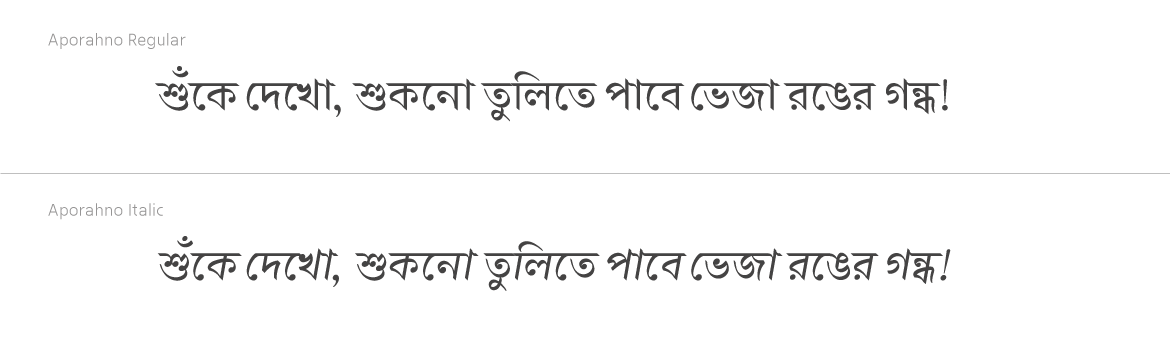 Aporahno Regular
শুঁকে দেখো, শুকনো তুলিতে পাবে ভেজা রঙের গন্ধ!
Aporahno Italic
শুঁকে দেখো, শুকনো তুলিতে পাবে ভেজা রঙের গন্ধ!